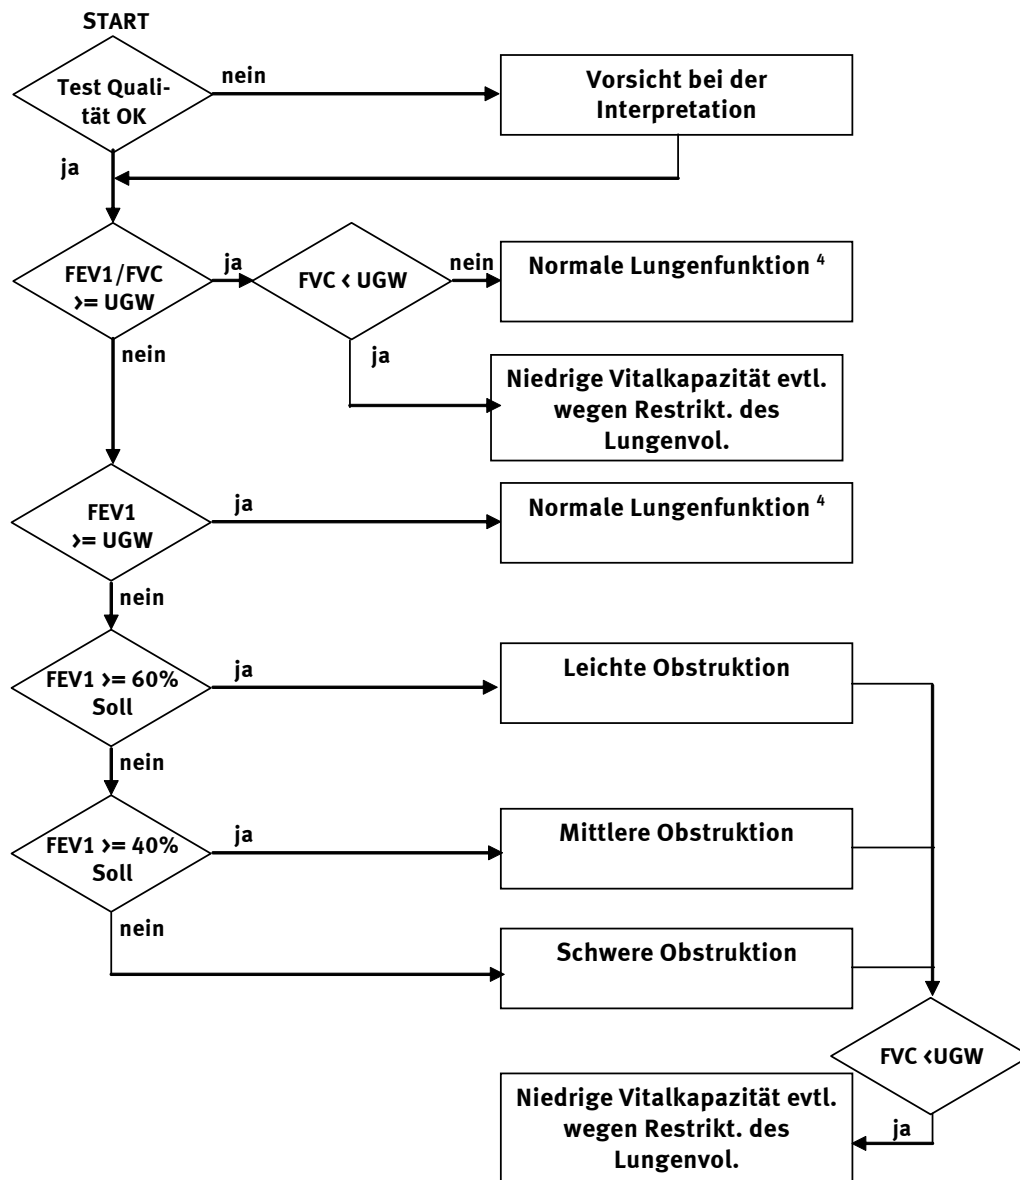 START
Test Quali-
tät OK
nein
Vorsicht bei der
Interpretation
ja
FEV1/FVC
>= UGW
ja
FVC < UGW
nein
Normale Lungenfunktion ⁴
nein
ja
Niedrige Vitalkapazität evtl.
wegen Restrikt. des
Lungenvol.
FEV1
>= UGW
ja
Normale Lungenfunktion ⁴
nein
FEV1 >= 60%
Soll
ja
Leichte Obstruktion
nein
FEV1 >= 40%
Soll
ja
Mittlere Obstruktion
nein
Schwere Obstruktion
FVC <UGW
ja
Niedrige Vitalkapazität evtl.
wegen Restrikt. des
Lungenvol.